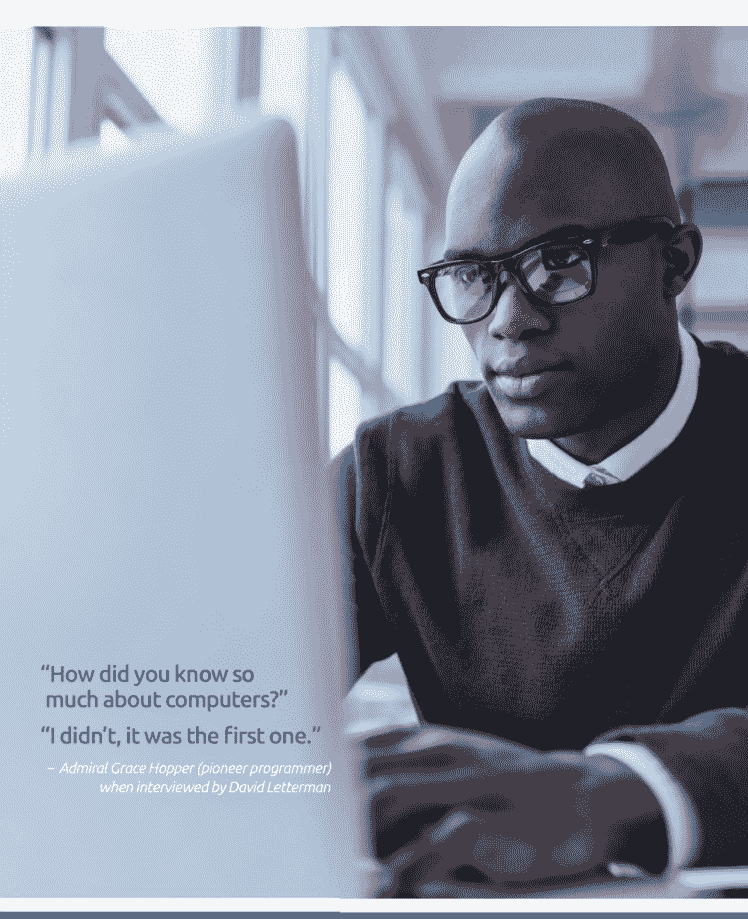 “How did you know so
much about computers?”
“I didn’t, it was the first one.”
– Admiral Grace Hopper (pioneer programmer)
when interviewed by David Letterman